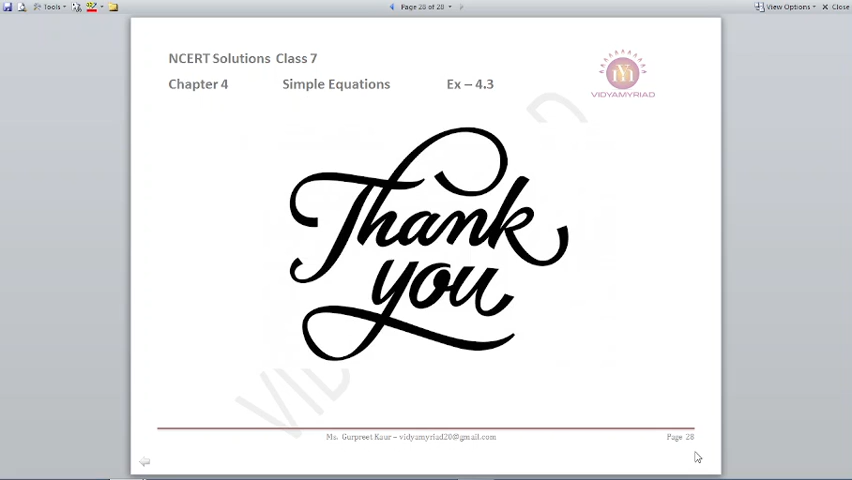 Tools
Page 28 of 28
View Options
Close
NCERT Solutions Class 7
Chapter 4 Simple Equations Ex – 4.3
VIDYAMYRIAD
Thank
you
Ms. Gurpreet Kaur – vidyamyriad20@gmail.com
Page 28